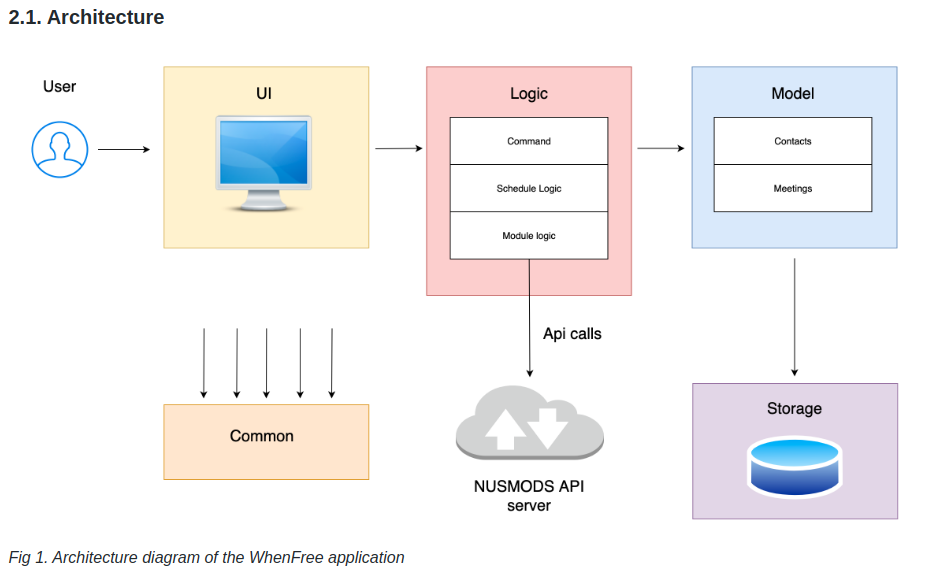 2.1. Architecture
User
UI
Logic
Command
Schedule Logic
Module logic
Model
Contacts
Meetings
Api calls
Common
NUSMODS API
server
Storage
Fig 1. Architecture diagram of the WhenFree application